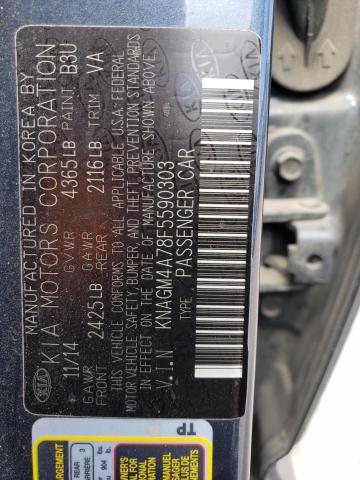 MANUFACTURED IN KOREA BY
KIA MOTORS CORPORATION
11/14 GVWR 4365LB PAINT B3U
GAWR FRONT 2425LB GAWR REAR 2116LB TRIM VA
THIS VEHICLE CONFORMS TO ALL APPLICABLE U.S.A. FEDERAL
MOTOR VEHICLE SAFETY, BUMPER, AND THEFT PREVENTION STANDARDS
IN EFFECT ON THE DATE OF MANUFACTURE SHOWN ABOVE.
V.I.N KNAGM4A78F5590303
TYPE PASSENGER CAR
KIA
TP